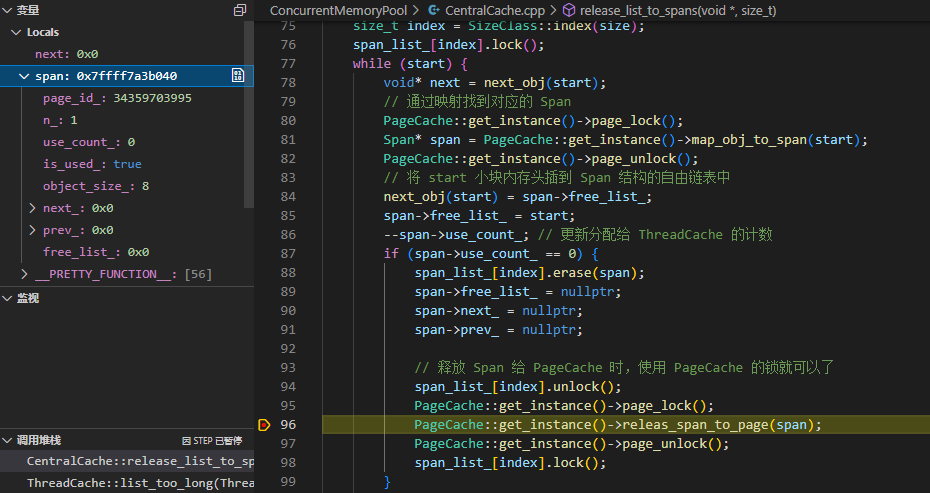 变量
Locals
next: 0x0
span: 0x7ffff7a3b040
page_id_: 34359703995
n_: 1
use_count_: 0
is_used_: true
object_size_: 8
next_: 0x0
prev_: 0x0
free_list_: 0x0
__PRETTY_FUNCTION__: [56]
监视
调用堆栈
因 STEP 已暂停
CentralCache::release_list_to_sp
ThreadCache::list_too_long(Threa
ConcurrentMemoryPool > CentralCache.cpp > release_list_to_spans(void *, size_t)
75 size_t index = SizeClass::index(size);
76 span_list_[index].lock();
77 while (start) {
78 void* next = next_obj(start);
79 // 通过映射找到对应的 Span
80 PageCache::get_instance()->page_lock();
81 Span* span = PageCache::get_instance()->map_obj_to_span(start);
82 PageCache::get_instance()->page_unlock();
83 // 将 start 小块内存头插到 Span 结构的自由链表中
84 next_obj(start) = span->free_list_;
85 span->free_list_ = start;
86 --span->use_count_; // 更新分配给 ThreadCache 的计数
87 if (span->use_count_ == 0) {
88 span_list_[index].erase(span);
89 span->free_list_ = nullptr;
90 span->next_ = nullptr;
91 span->prev_ = nullptr;
92
93 // 释放 Span 给 PageCache 时，使用 PageCache 的锁就可以了
94 span_list_[index].unlock();
95 PageCache::get_instance()->page_lock();
96 PageCache::get_instance()->releas_span_to_page(span);
97 PageCache::get_instance()->page_unlock();
98 span_list_[index].lock();
99 }